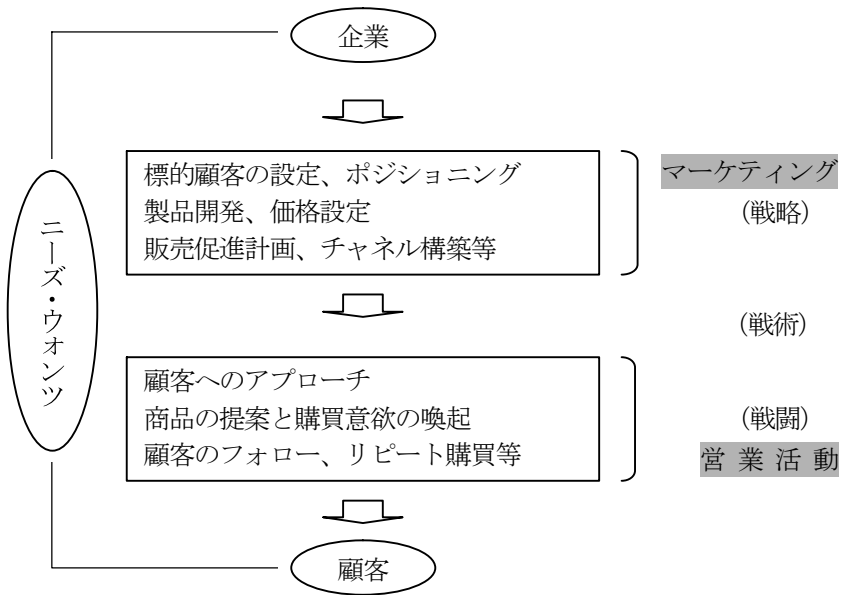 企業
標的顧客の設定、ポジショニング
製品開発、価格設定
販売促進計画、チャネル構築等
マーケティング
(戦略)
ニーズ・ウォンツ
(戦術)
顧客へのアプローチ
商品の提案と購買意欲の喚起
顧客のフォロー、リピート購買等
(戦闘)
営業活動
顧客